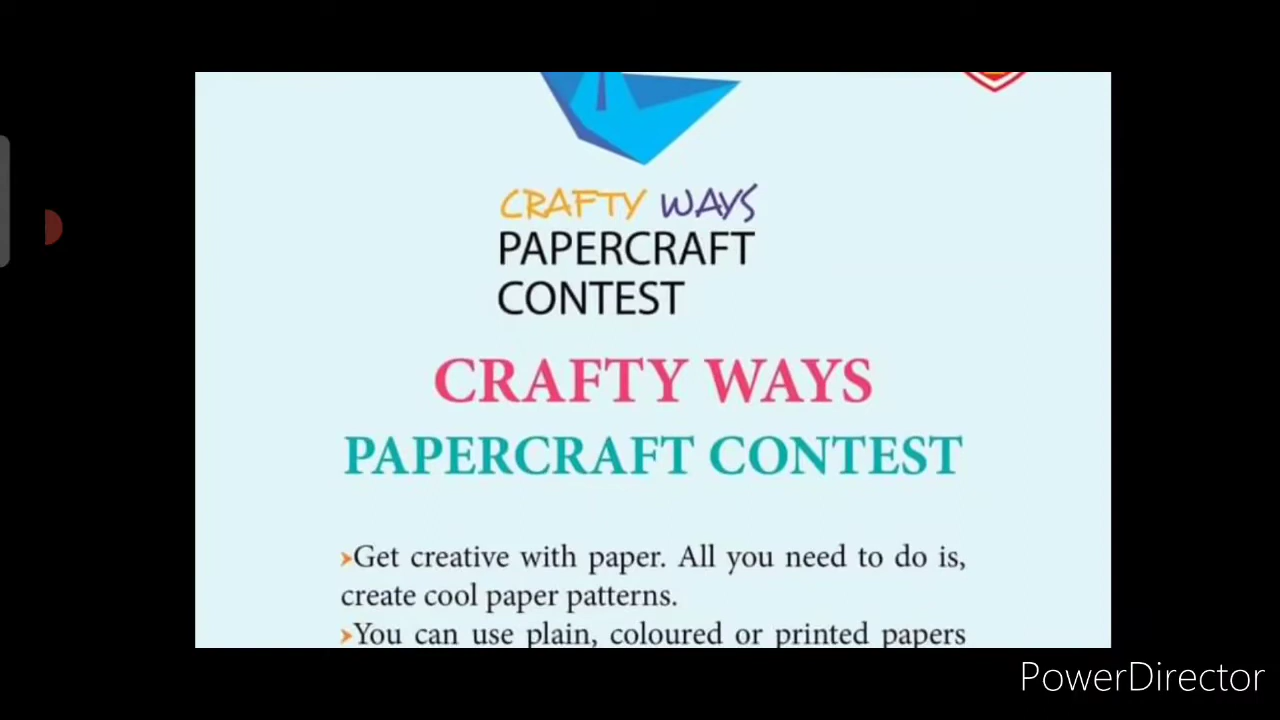 CRAFTY WAYS
PAPERCRAFT
CONTEST
CRAFTY WAYS
PAPERCRAFT CONTEST
➤Get creative with paper. All you need to do is,
create cool paper patterns.
➤You can use plain, coloured or printed papers
PowerDirector